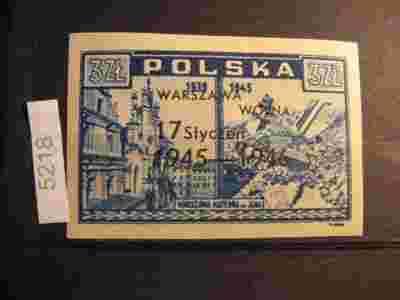 3ZŁ POLSKA 3ZŁ
1939 1945
WARSZAWA
WOLNA
17 Styczeń
1945 - 1946
5218